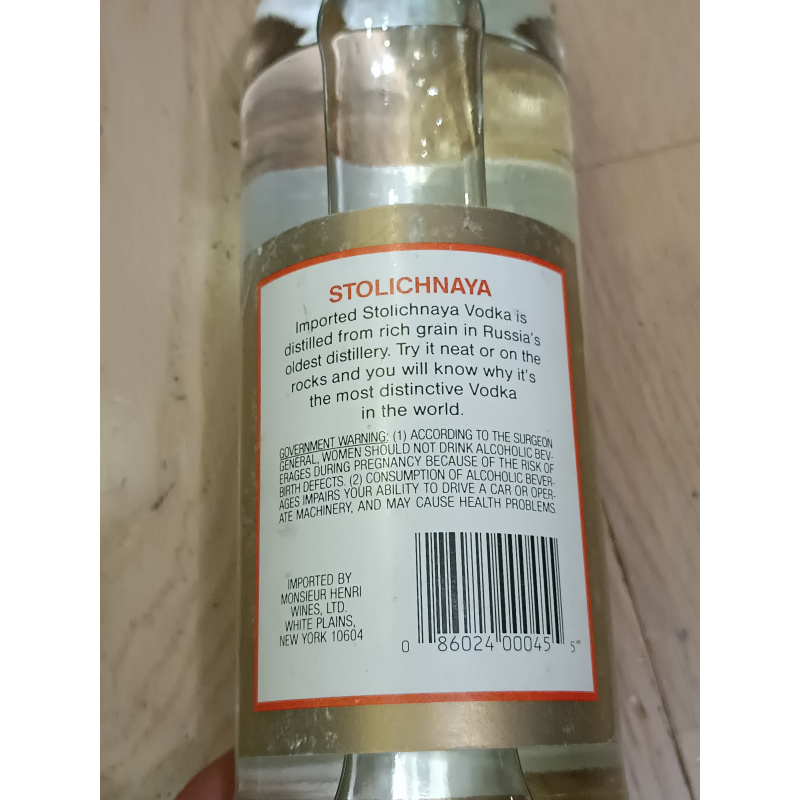 STOLICHNAYA
Imported Stolichnaya Vodka is
distilled from rich grain in Russia's
oldest distillery. Try it neat or on the
rocks and you will know why it's
the most distinctive Vodka
in the world.
GOVERNMENT WARNING: (1) ACCORDING TO THE SURGEON
GENERAL, WOMEN SHOULD NOT DRINK ALCOHOLIC BEV-
ERAGES DURING PREGNANCY BECAUSE OF THE RISK OF
BIRTH DEFECTS. (2) CONSUMPTION OF ALCOHOLIC BEVER-
AGES IMPAIRS YOUR ABILITY TO DRIVE A CAR OR OPER-
ATE MACHINERY, AND MAY CAUSE HEALTH PROBLEMS.
IMPORTED BY
MONSIEUR HENRI
WINES, LTD.
WHITE PLAINS,
NEW YORK 10604
0 86024 00045 5